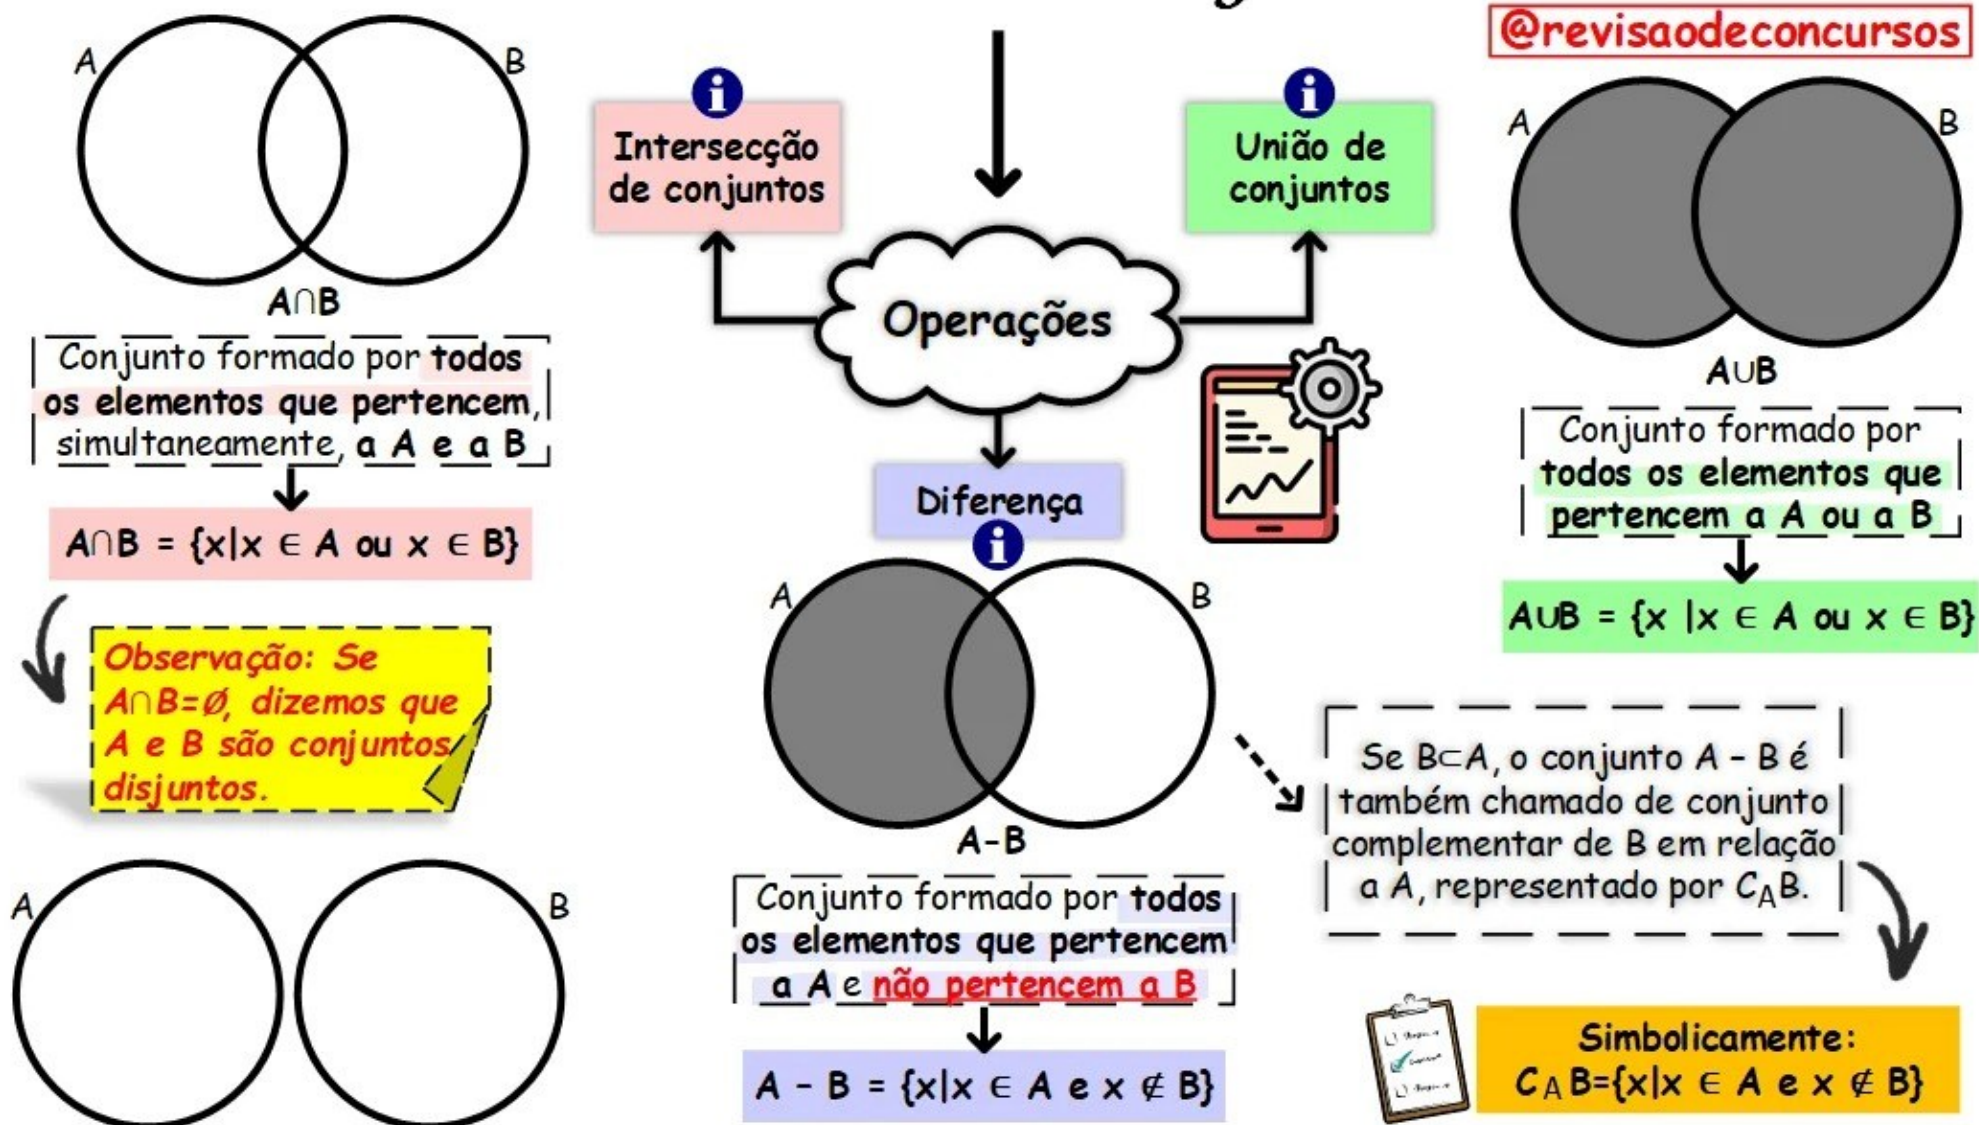 @revisaodeconcursos
A
B
A∩B
Conjunto formado por todos
os elementos que pertencem,
simultaneamente, a A e a B
A∩B = {x|x ∈ A ou x ∈ B}
Observação: Se
A∩B=Ø, dizemos que
A e B são conjuntos
disjuntos.
A
B
Intersecção
de conjuntos
União de
conjuntos
Operações
Diferença
A
B
A-B
Conjunto formado por todos
os elementos que pertencem
a A e não pertencem a B
A - B = {x|x ∈ A e x ∉ B}
A
B
A∪B
Conjunto formado por
todos os elementos que
pertencem a A ou a B
A∪B = {x |x ∈ A ou x ∈ B}
Se B⊂A, o conjunto A - B é
também chamado de conjunto
complementar de B em relação
a A, representado por C_A B.
Simbolicamente:
C_A B={x|x ∈ A e x ∉ B}